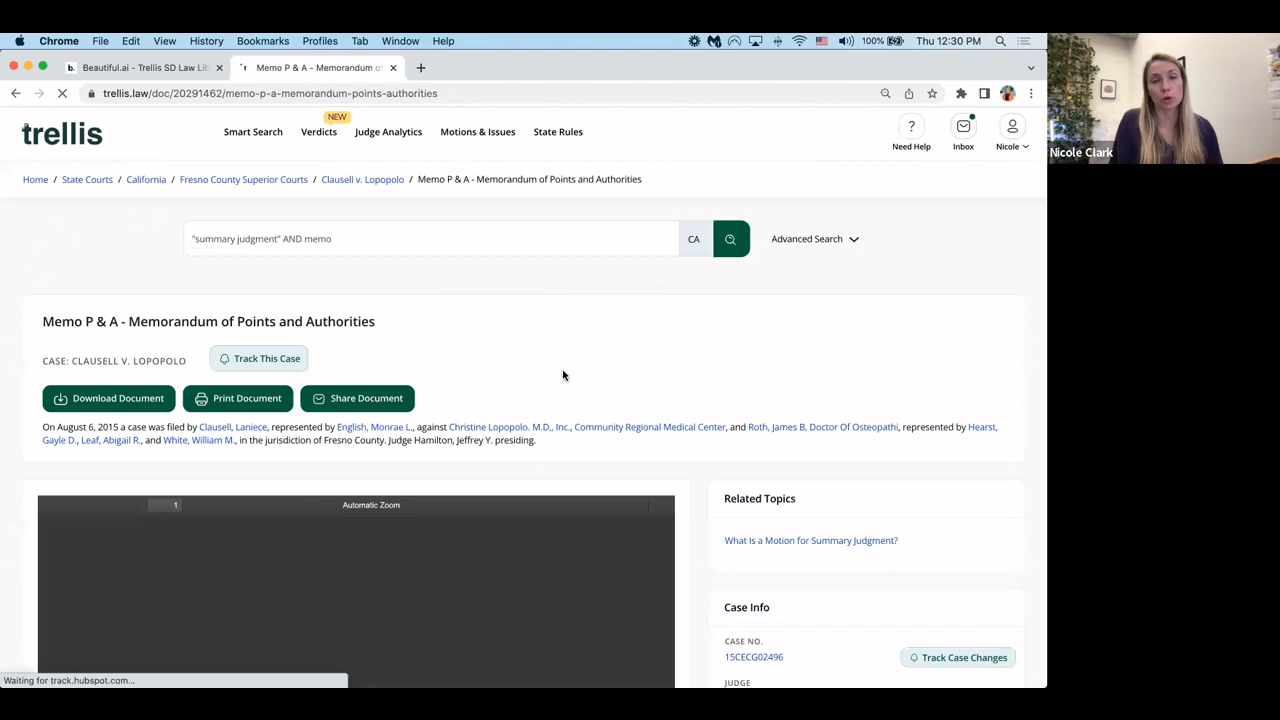 Chrome File Edit View History Bookmarks Profiles Tab Window Help 100% Thu 12:30 PM
b. Beautiful.ai - Trellis SD Law Lib Memo P & A - Memorandum of
trellis.law/doc/20291462/memo-p-a-memorandum-points-authorities
trellis Smart Search Verdicts NEW Judge Analytics Motions & Issues State Rules Need Help Inbox Nicole
Nicole Clark
Home / State Courts / California / Fresno County Superior Courts / Clausell v. Lopopolo / Memo P & A - Memorandum of Points and Authorities
"summary judgment" AND memo CA Advanced Search
Memo P & A - Memorandum of Points and Authorities
CASE: CLAUSELL V. LOPOPOLO Track This Case
Download Document Print Document Share Document
On August 6, 2015 a case was filed by Clausell, Laniece, represented by English, Monrae L., against Christine Lopopolo. M.D,, Inc., Community Regional Medical Center, and Roth, James B, Doctor Of Osteopathi, represented by Hearst,
Gayle D., Leaf, Abigail R., and White, William M., in the jurisdiction of Fresno County. Judge Hamilton, Jeffrey Y. presiding.
1 Automatic Zoom
Related Topics
What Is a Motion for Summary Judgment?
Case Info
CASE NO.
15CECG02496 Track Case Changes
JUDGE
Waiting for track.hubspot.com...